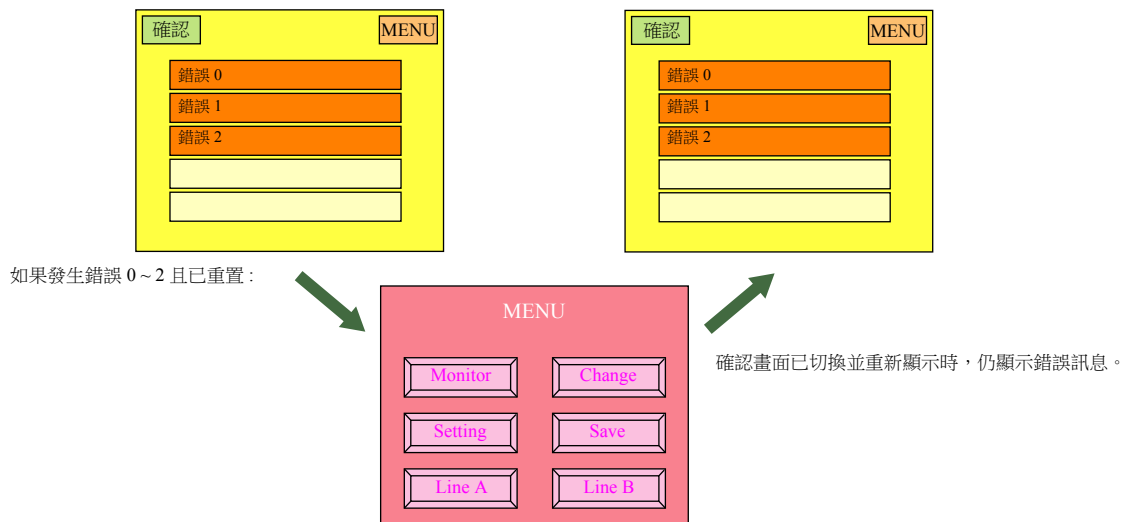 確認
MENU
錯誤 0
錯誤 1
錯誤 2
確認
MENU
錯誤 0
錯誤 1
錯誤 2
如果發生錯誤 0 ~ 2 且已重置 :
MENU
Monitor
Change
Setting
Save
Line A
Line B
確認畫面已切換並重新顯示時，仍顯示錯誤訊息。